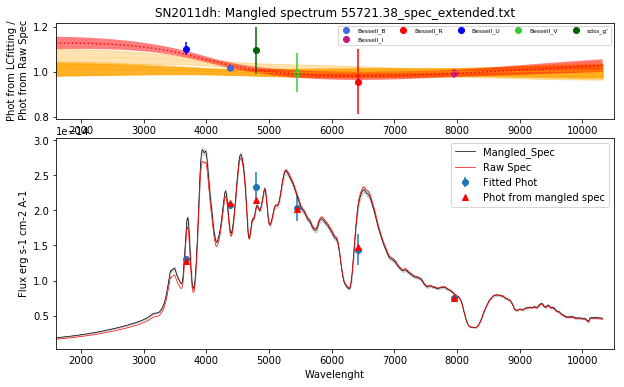 SN2011dh: Mangled spectrum 55721.38_spec_extended.txt
Phot from LCfitting /
Phot from Raw Spec
1.2
1.0
0.8
Bessell_B
Bessell_R
Bessell_U
Bessell_V
sdss_g'
Bessell_I
2000 3000 4000 5000 6000 7000 8000 9000 10000
1e−14
Flux erg s-1 cm-2 A-1
3.0
2.5
2.0
1.5
1.0
0.5
Mangled_Spec
Raw Spec
Fitted Phot
Phot from mangled spec
2000 3000 4000 5000 6000 7000 8000 9000 10000
Wavelenght